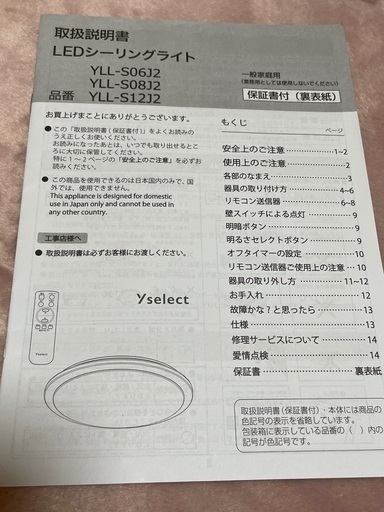 取扱説明書
LEDシーリングライト
YLL-S06J2
YLL-S08J2
品番 YLL-S12J2
一般家庭用
(業務用としては使用しないでください)
保証書付(裏表紙)
お買上げまことにありがとうございます。
●この「取扱説明書(保証書付)」をよくお読みの
うえ正しくお使いください。
お読みになったあとは、いつでも取り出せるとこ
ろに大切に保管してください。
特に1～2ページの「安全上のご注意」を必ずお
読みください。
●この商品を使用できるのは日本国内のみで、国
外では、使用できません。
This appliance is designed for domestic
use in Japan only and cannot be used in
any other country.
工事店様へ
●取扱説明書は必ずお客様にお渡しください。
Yselect
Yselect
もくじ
ページ
安全上のご注意 1~2
使用上のご注意 2
各部のなまえ 3
器具の取り付け方 4~6
リモコン送信器 6~8
壁スイッチによる点灯 9
明暗ボタン 9
明るさセレクトボタン 9
オフタイマーの設定 10
リモコン送信器ご使用上の注意 10
器具の取り外し方 11~12
お手入れ 12
故障かな?と思ったら 13
仕様 13
修理サービスについて 14
愛情点検 14
保証書 裏表紙
取扱説明書(保証書付)・本体には商品の
色記号の表示を省略しています。
包装箱に表示している品番の( )内の
記号が色記号です。